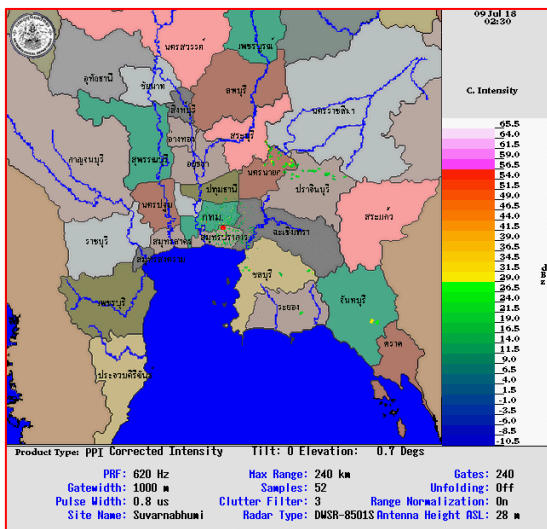 09 Jul 18
02:30
C. Intensity
นครสวรรค์
เพชรบูรณ์
อุทัยธานี
ชัยนาท
ลพบุรี
สิงห์บุรี
นครราชสีมา
อ่างทอง
สระบุรี
กาญจนบุรี
สุพรรณบุรี
อยุธยา
นครนายก
ปราจีนบุรี
ปทุมธานี
นครปฐม
กทม.
สระแก้ว
ฉะเชิงเทรา
ราชบุรี
สมุทรสาคร
สมุทรปราการ
ชลบุรี
เพชรบุรี
ระยอง
จันทบุรี
ตราด
ประจวบคีรีขันธ์
65.5
64.0
61.5
59.0
56.5
54.0
51.5
49.0
46.5
44.0
41.5
39.0
36.5
34.0
31.5
29.0
26.5
24.0
21.5
19.0
16.5
14.0
11.5
9.0
6.5
4.0
1.5
-1.0
-3.5
-6.0
-8.5
-10.5
Product Type: PPI Corrected Intensity Tilt: 0 Elevation: 0.7 Degs
PRF: 620 Hz Max Range: 240 km Gates: 240
Gatewidth: 1000 m Samples: 52 Unfolding: Off
Pulse Width: 0.8 us Clutter Filter: 3 Range Normalization: On
Site Name: Suvarnabhumi Radar Type: DWSR-8501S Antenna Height ASL: 28 m